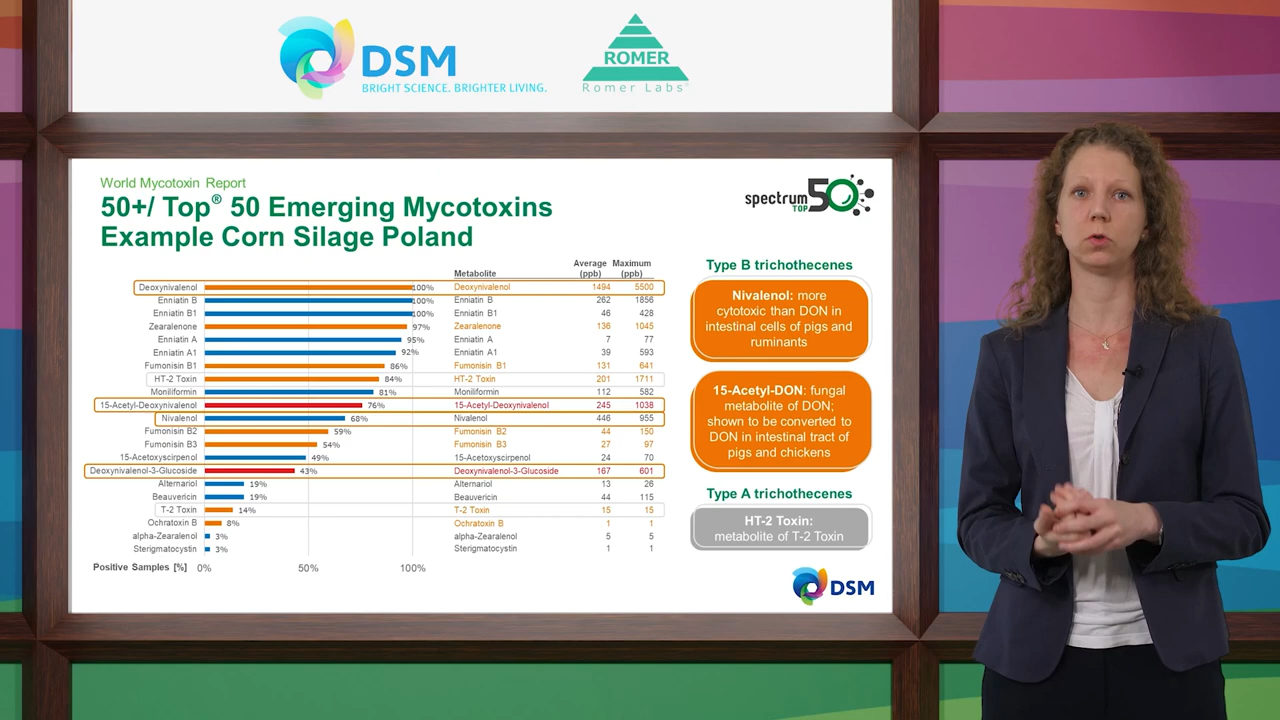 DSM
BRIGHT SCIENCE. BRIGHTER LIVING.
ROMER
Romer Labs
World Mycotoxin Report
50+/ Top® 50 Emerging Mycotoxins
Example Corn Silage Poland
spectrum TOP 50
Average Maximum
Metabolite (ppb) (ppb)
Deoxynivalenol 100% Deoxynivalenol 1494 5500
Enniatin B 100% Enniatin B 262 1856
Enniatin B1 100% Enniatin B1 46 428
Zearalenone 97% Zearalenone 136 1045
Enniatin A 95% Enniatin A 7 77
Enniatin A1 92% Enniatin A1 39 593
Fumonisin B1 86% Fumonisin B1 131 641
HT-2 Toxin 84% HT-2 Toxin 201 1711
Moniliformin 81% Moniliformin 112 582
15-Acetyl-Deoxynivalenol 76% 15-Acetyl-Deoxynivalenol 245 1038
Nivalenol 68% Nivalenol 446 955
Fumonisin B2 59% Fumonisin B2 44 150
Fumonisin B3 54% Fumonisin B3 27 97
15-Acetoxyscirpenol 49% 15-Acetoxyscirpenol 24 70
Deoxynivalenol-3-Glucoside 43% Deoxynivalenol-3-Glucoside 167 601
Alternariol 19% Alternariol 13 26
Beauvericin 19% Beauvericin 44 115
T-2 Toxin 14% T-2 Toxin 15 15
Ochratoxin B 8% Ochratoxin B 1 1
alpha-Zearalenol 3% alpha-Zearalenol 5 5
Sterigmatocystin 3% Sterigmatocystin 1 1
Positive Samples [%] 0% 50% 100%
Type B trichothecenes
Nivalenol: more
cytotoxic than DON in
intestinal cells of pigs and
ruminants
15-Acetyl-DON: fungal
metabolite of DON;
shown to be converted to
DON in intestinal tract of
pigs and chickens
Type A trichothecenes
HT-2 Toxin:
metabolite of T-2 Toxin
DSM